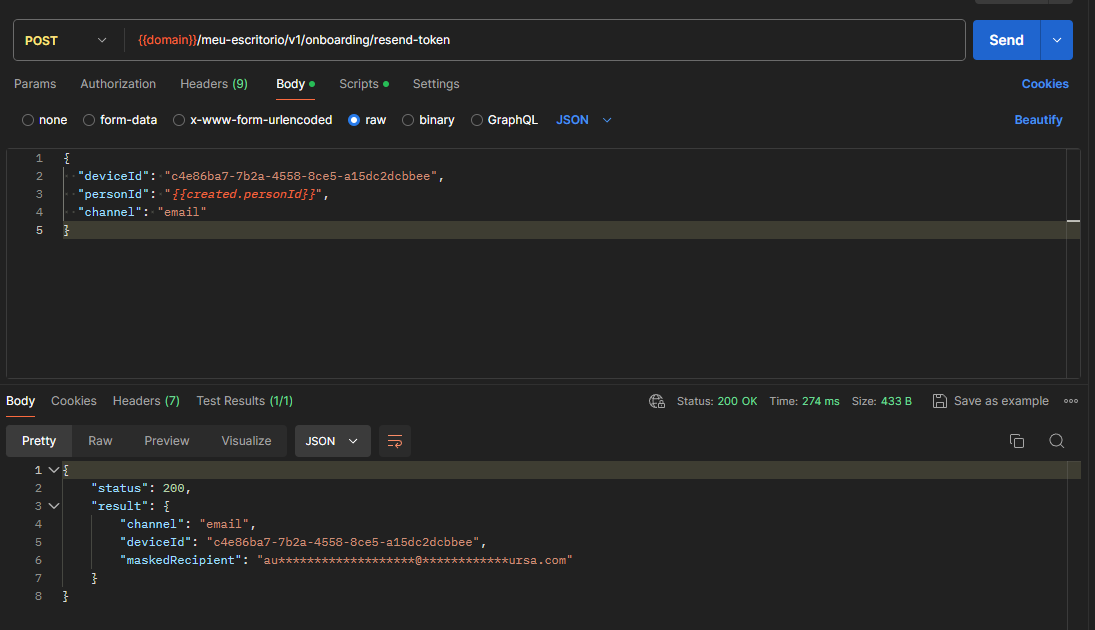 POST {{domain}}/meu-escritorio/v1/onboarding/resend-token Send
Params Authorization Headers (9) Body Scripts Settings Cookies
none form-data x-www-form-urlencoded raw binary GraphQL JSON Beautify
1 {
2 "deviceId": "c4e86ba7-7b2a-4558-8ce5-a15dc2dcbbee",
3 "personId": "{{created.personId}}",
4 "channel": "email"
5 }
Body Cookies Headers (7) Test Results (1/1) Status: 200 OK Time: 274 ms Size: 433 B Save as example
Pretty Raw Preview Visualize JSON
1 {
2 "status": 200,
3 "result": {
4 "channel": "email",
5 "deviceId": "c4e86ba7-7b2a-4558-8ce5-a15dc2dcbbee",
6 "maskedRecipient": "au*******************@************ursa.com"
7 }
8 }